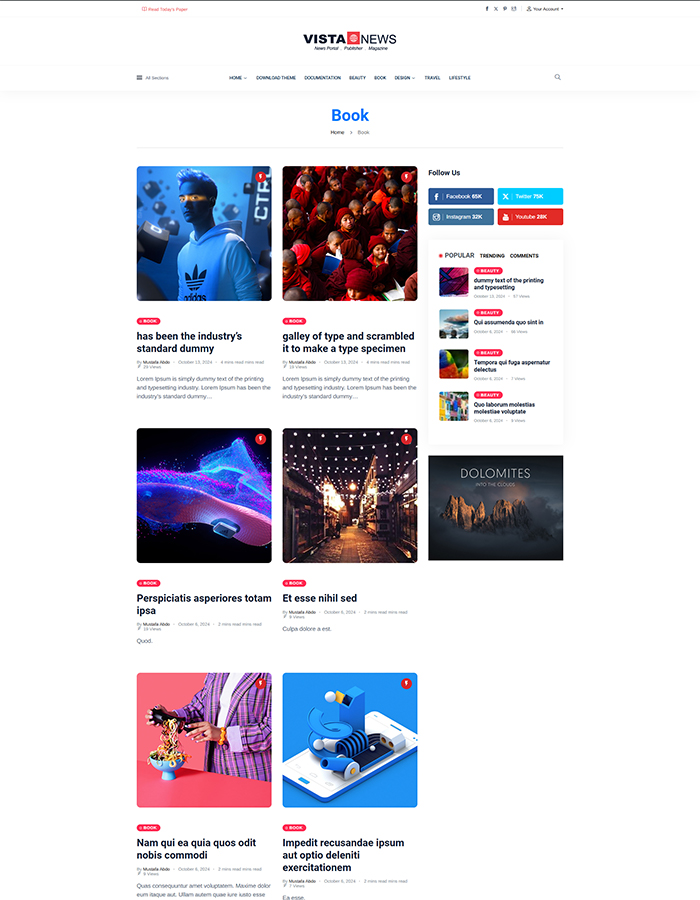 Read Today's Paper
Your Account
VISTA NEWS
News Portal . Publisher . Magazine
All Sections
HOME DOWNLOAD THEME DOCUMENTATION BEAUTY BOOK DESIGN TRAVEL LIFESTYLE
Book
Home > Book
CTRL
adidas
BOOK
has been the industry's
standard dummy
By Mustafa Abdo - October 13, 2024 - 4 mins read mins read
39 Views
Lorem Ipsum is simply dummy text of the printing
and typesetting industry. Lorem Ipsum has been the
industry's standard dummy…
BOOK
galley of type and scrambled
it to make a type specimen
By Mustafa Abdo - October 13, 2024 - 4 mins read mins read
19 Views
Lorem Ipsum is simply dummy text of the printing
and typesetting industry. Lorem Ipsum has been the
industry's standard dummy…
BOOK
Perspiciatis asperiores totam
ipsa
By Mustafa Abdo - October 6, 2024 - 2 mins read mins read
19 Views
Quod.
BOOK
Et esse nihil sed
By Mustafa Abdo - October 6, 2024 - 3 mins read mins read
9 Views
Culpa dolore a est.
BOOK
Nam qui ea quia quos odit
nobis commodi
By Mustafa Abdo - October 6, 2024 - 3 mins read mins read
6 Views
Quas consequuntur amet voluptatem. Maxime dolor
eum itaque aut. Ullam autem quae iure iusto esse
BOOK
Impedit recusandae ipsum
aut optio deleniti
exercitationem
By Mustafa Abdo - October 6, 2024 - 3 mins read mins read
7 Views
Ea esse.
Follow Us
Facebook 65K
Twitter 75K
Instagram 32K
Youtube 28K
POPULAR TRENDING COMMENTS
BEAUTY
dummy text of the printing
and typesetting
October 13, 2024 - 57 Views
BEAUTY
Qui assumenda quo sint in
October 6, 2024 - 68 Views
BEAUTY
Tempora qui fuga aspernatur
delectus
October 6, 2024 - 7 Views
BEAUTY
Quo laborum molestias
molestiae voluptate
October 6, 2024 - 9 Views
DOLOMITES
INTO THE CLOUDS